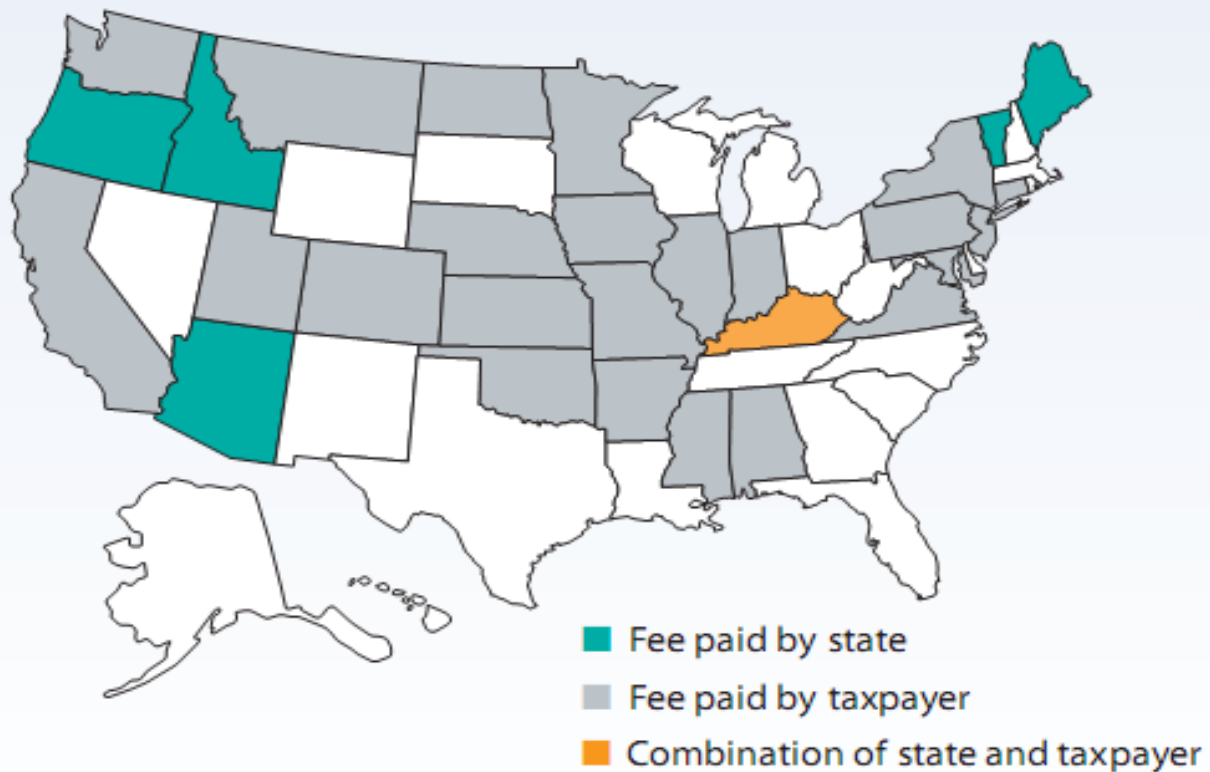 Fee paid by state
Fee paid by taxpayer
Combination of state and taxpayer